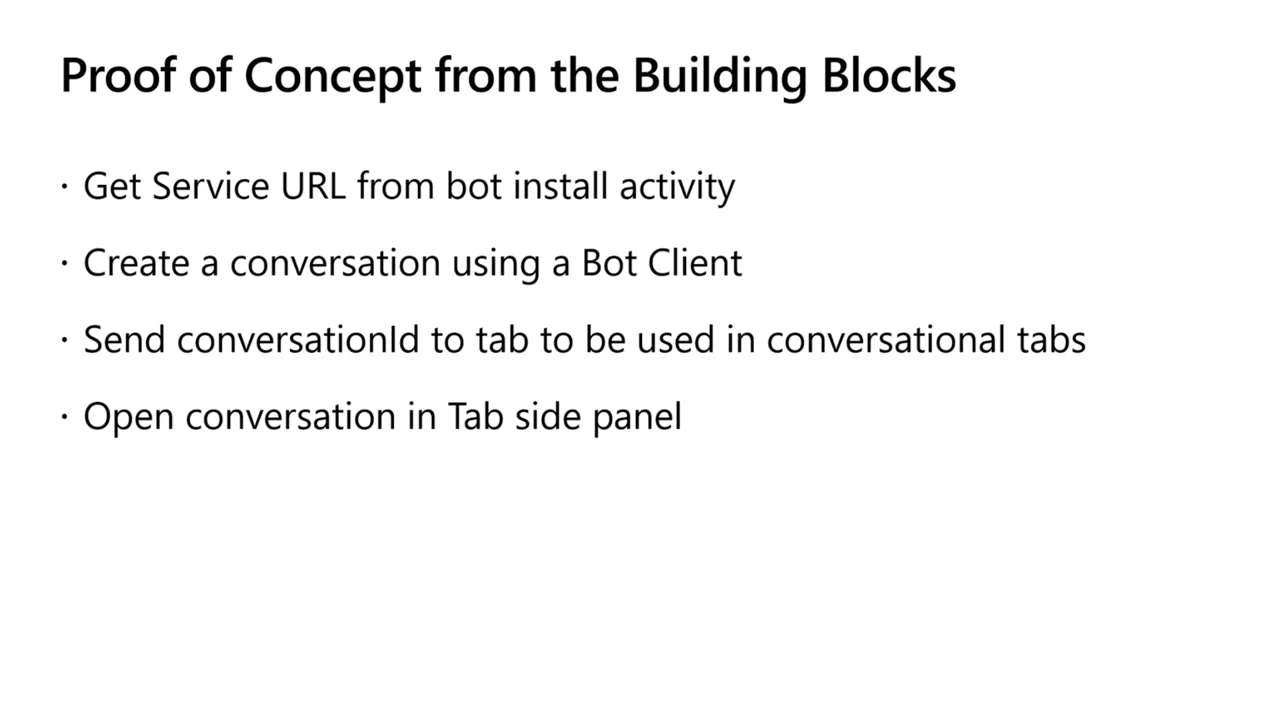 Proof of Concept from the Building Blocks
· Get Service URL from bot install activity
· Create a conversation using a Bot Client
· Send conversationId to tab to be used in conversational tabs
· Open conversation in Tab side panel